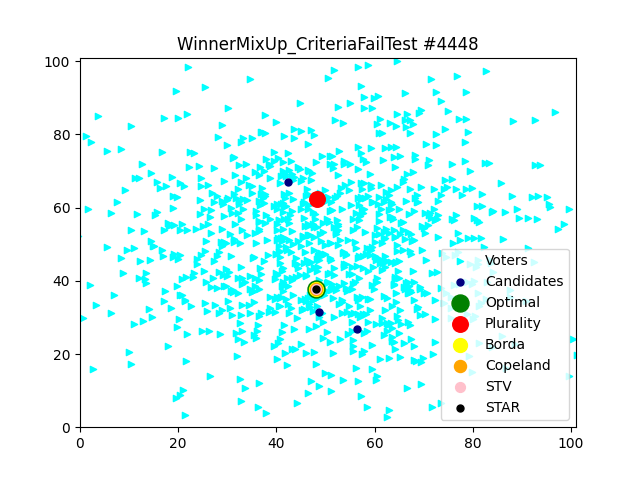 WinnerMixUp_CriteriaFailTest #4448
100
80
60
40
20
0
0 20 40 60 80 100
Voters
Candidates
Optimal
Plurality
Borda
Copeland
STV
STAR